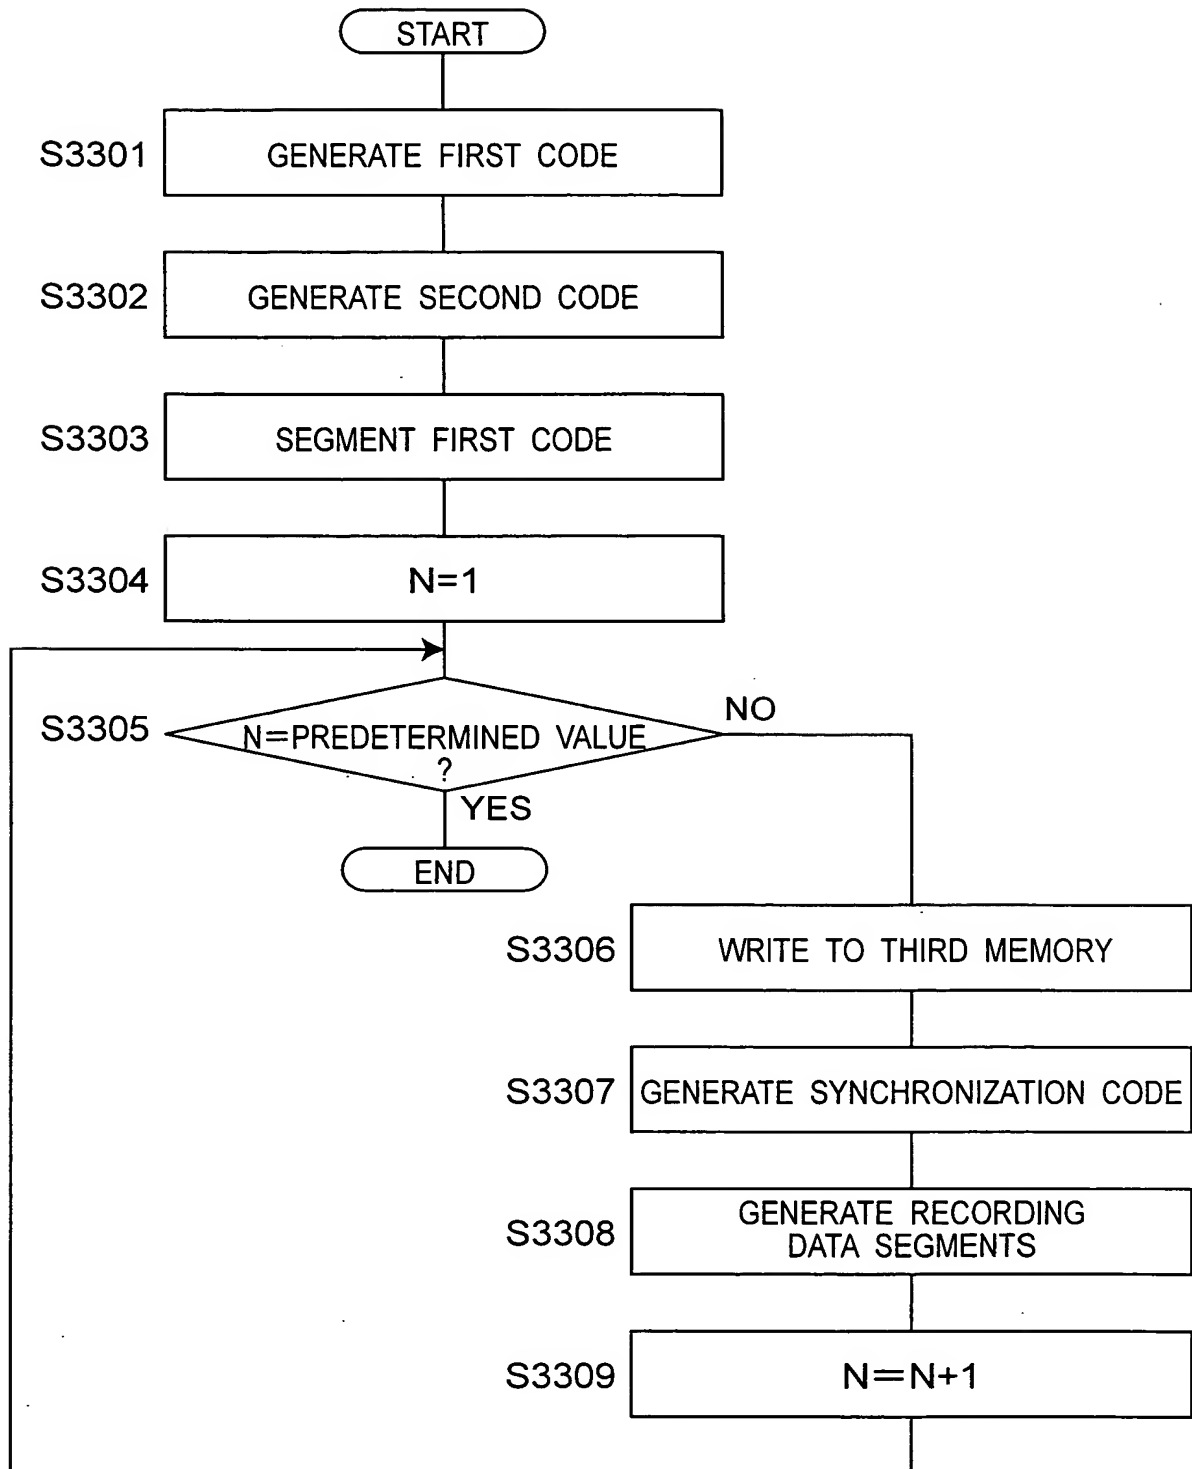 START
S3301
GENERATE FIRST CODE
S3302
GENERATE SECOND CODE
S3303
SEGMENT FIRST CODE
S3304
N=1
S3305
N=PREDETERMINED VALUE
?
NO
YES
END
S3306
WRITE TO THIRD MEMORY
S3307
GENERATE SYNCHRONIZATION CODE
S3308
GENERATE RECORDING
DATA SEGMENTS
S3309
N=N+1